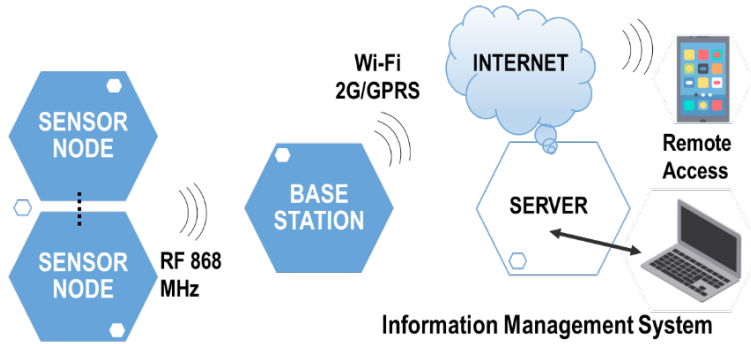 SENSOR
NODE
SENSOR
NODE
RF 868
MHz
BASE
STATION
Wi-Fi
2G/GPRS
INTERNET
SERVER
Remote
Access
Information Management System